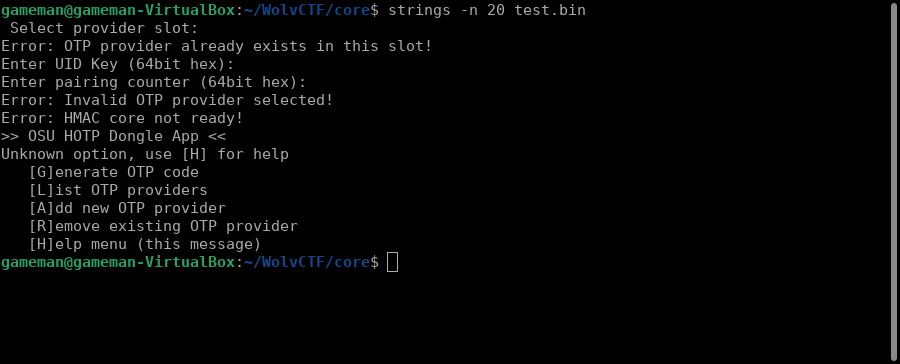 gameman@gameman-VirtualBox:~/WolvCTF/core$ strings -n 20 test.bin
 Select provider slot:
Error: OTP provider already exists in this slot!
Enter UID Key (64bit hex):
Enter pairing counter (64bit hex):
Error: Invalid OTP provider selected!
Error: HMAC core not ready!
>> OSU HOTP Dongle App <<
Unknown option, use [H] for help
   [G]enerate OTP code
   [L]ist OTP providers
   [A]dd new OTP provider
   [R]emove existing OTP provider
   [H]elp menu (this message)
gameman@gameman-VirtualBox:~/WolvCTF/core$